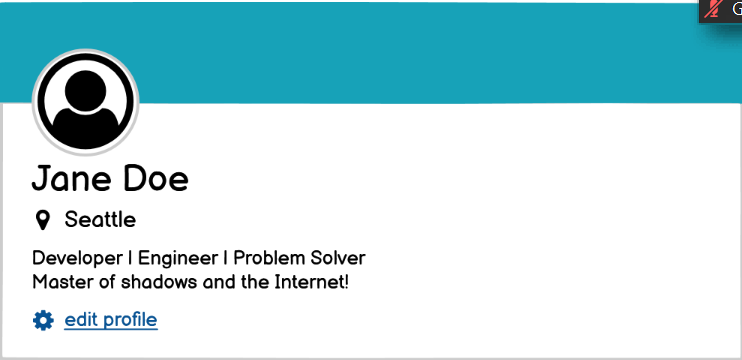 G
Jane Doe
Seattle
Developer | Engineer | Problem Solver
Master of shadows and the Internet!
edit profile